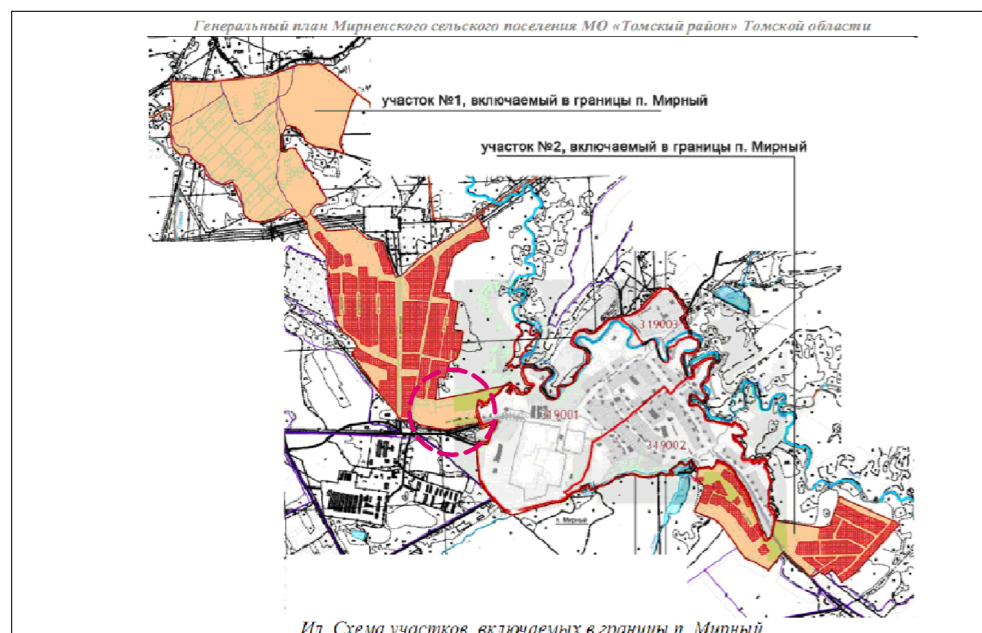 Генеральный план Мирненского сельского поселения МО «Томский район» Томской области
участок №1, включаемый в границы п. Мирный
участок №2, включаемый в границы п. Мирный
319003
319001
319002
п. Мирный
Ил. Схема участков, включаемых в границы п. Мирный